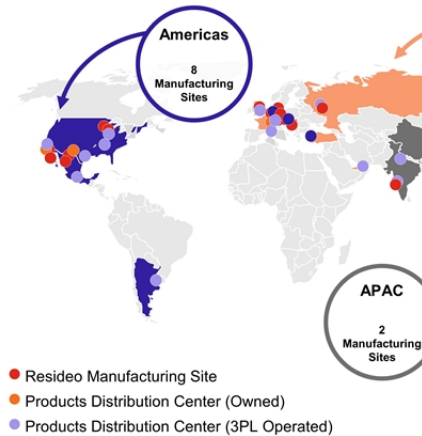 Americas
8
Manufacturing
Sites
APAC
2
Manufacturing
Sites
Resideo Manufacturing Site
Products Distribution Center (Owned)
Products Distribution Center (3PL Operated)